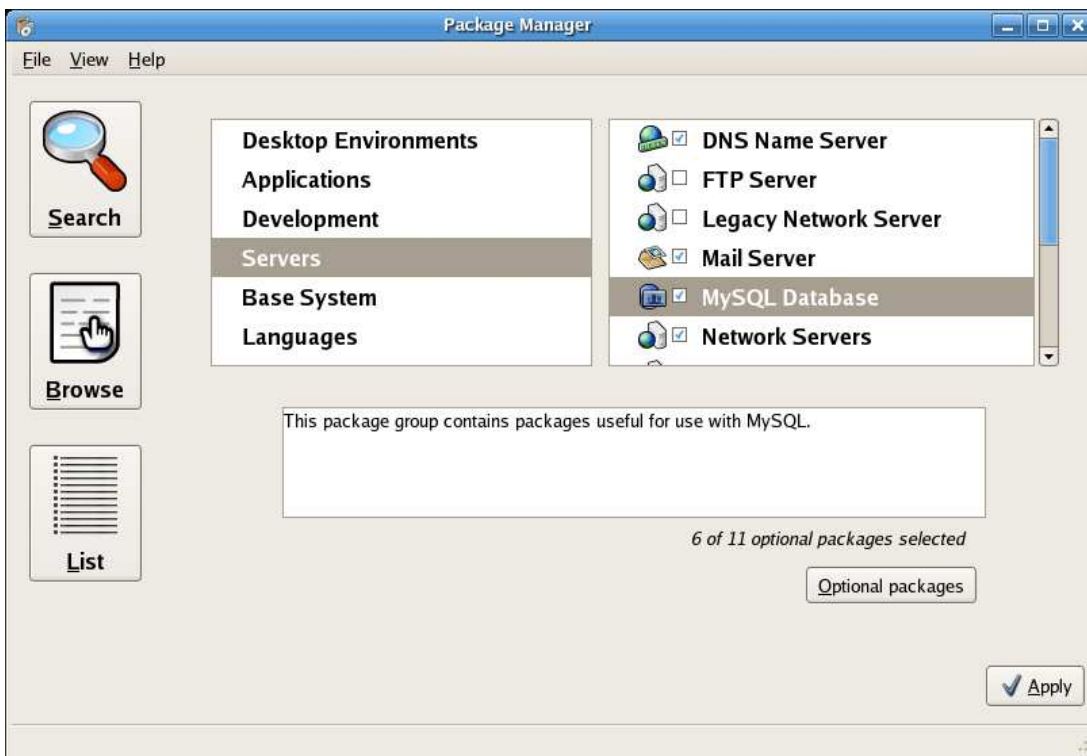 Package Manager
File View Help
Search
Browse
List
Desktop Environments
Applications
Development
Servers
Base System
Languages
DNS Name Server
FTP Server
Legacy Network Server
Mail Server
MySQL Database
Network Servers
This package group contains packages useful for use with MySQL.
6 of 11 optional packages selected
Optional packages
Apply